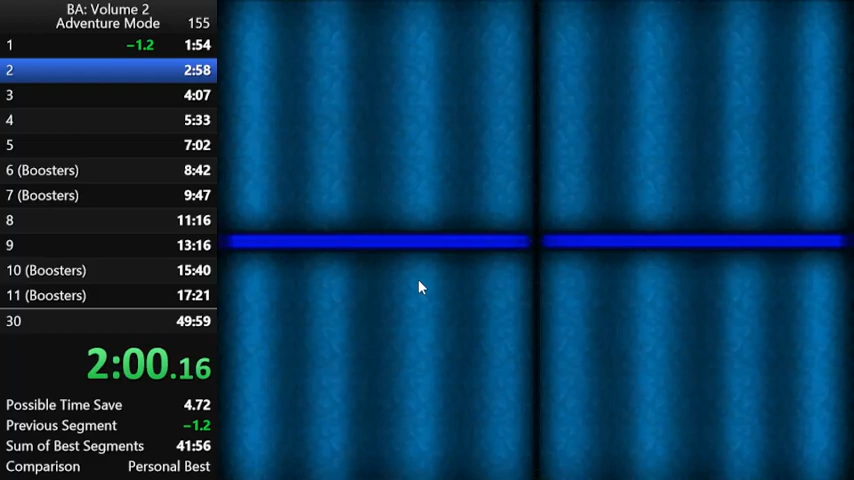 BA: Volume 2
Adventure Mode 155
1 −1.2 1:54
2 2:58
3 4:07
4 5:33
5 7:02
6 (Boosters) 8:42
7 (Boosters) 9:47
8 11:16
9 13:16
10 (Boosters) 15:40
11 (Boosters) 17:21
30 49:59
2:00.16
Possible Time Save 4.72
Previous Segment −1.2
Sum of Best Segments 41:56
Comparison Personal Best